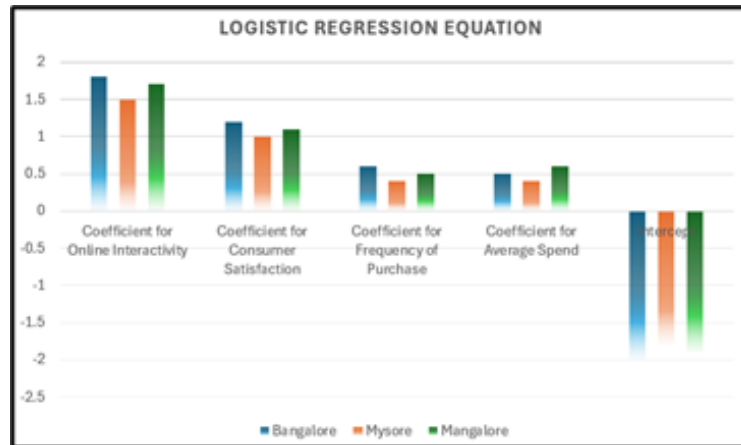 LOGISTIC REGRESSION EQUATION
2
1.5
1
0.5
0
-0.5
-1
-1.5
-2
-2.5
Coefficient for
Online Interactivity
Coefficient for
Consumer
Satisfaction
Coefficient for
Frequency of
Purchase
Coefficient for
Average Spend
Intercept
Bangalore Mysore Mangalore